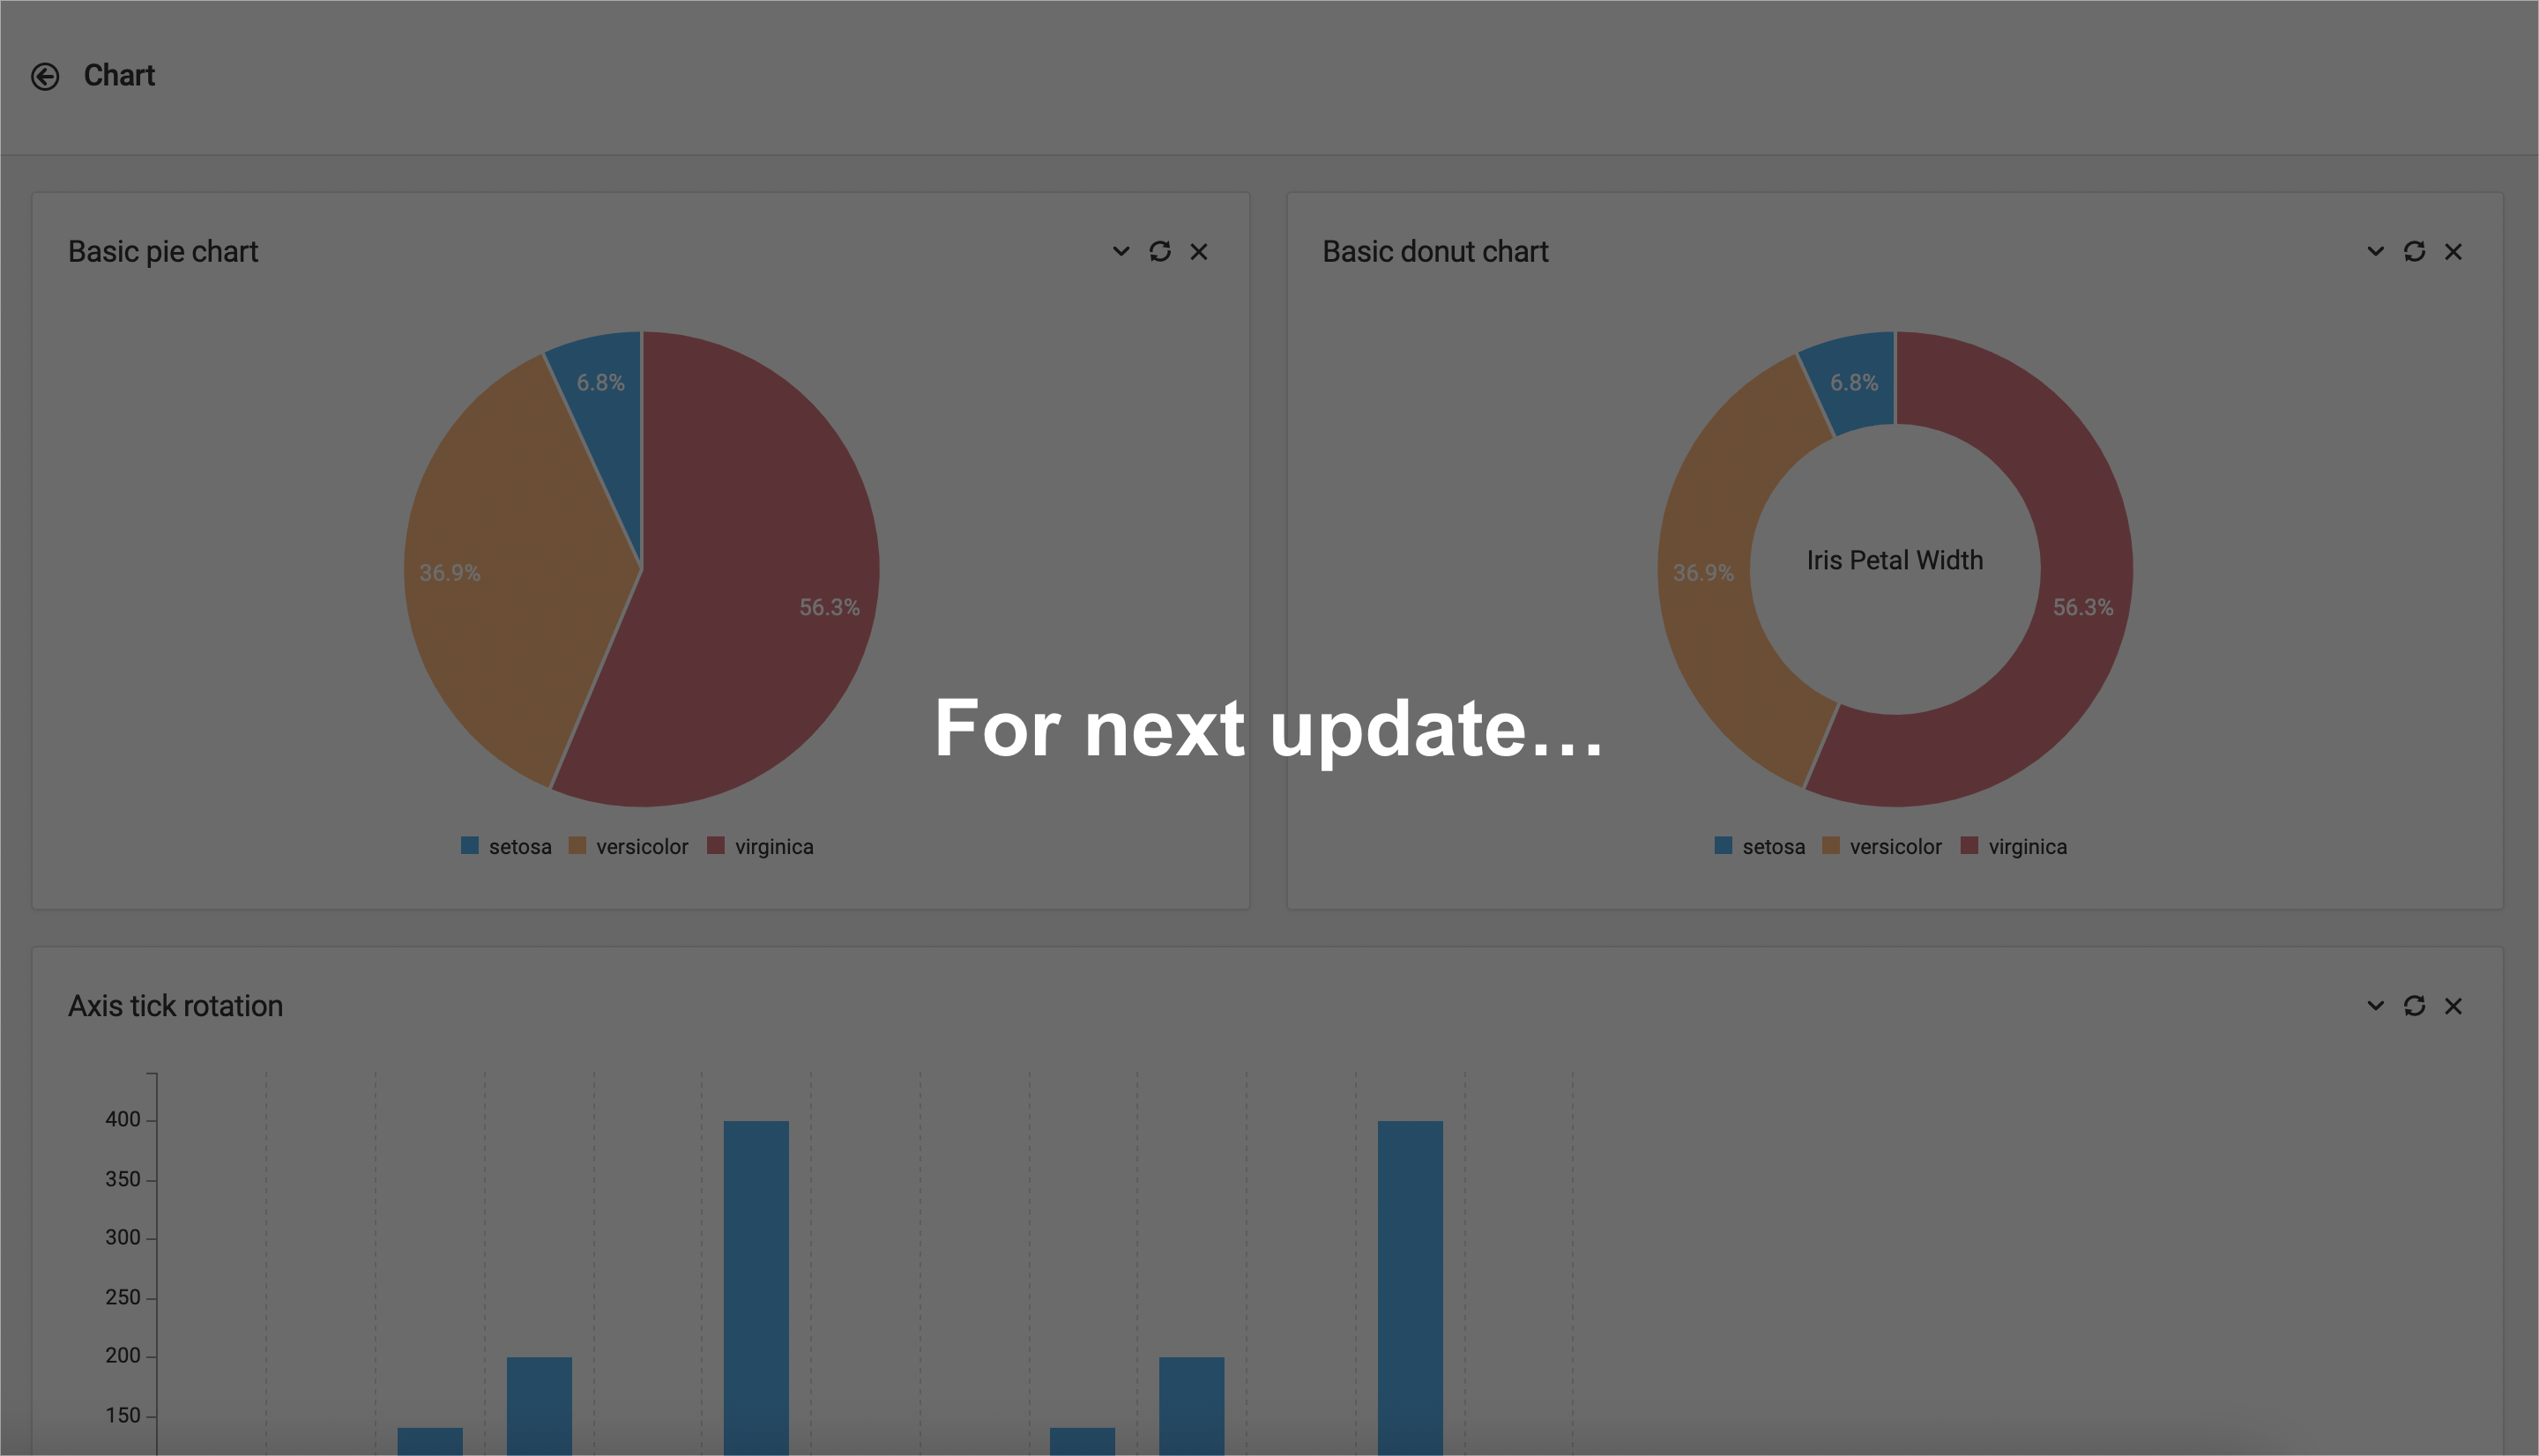 Chart
Basic pie chart
6.8%
36.9%
56.3%
setosa versicolor virginica
Basic donut chart
6.8%
36.9%
Iris Petal Width
56.3%
setosa versicolor virginica
For next update...
Axis tick rotation
400
350
300
250
200
150